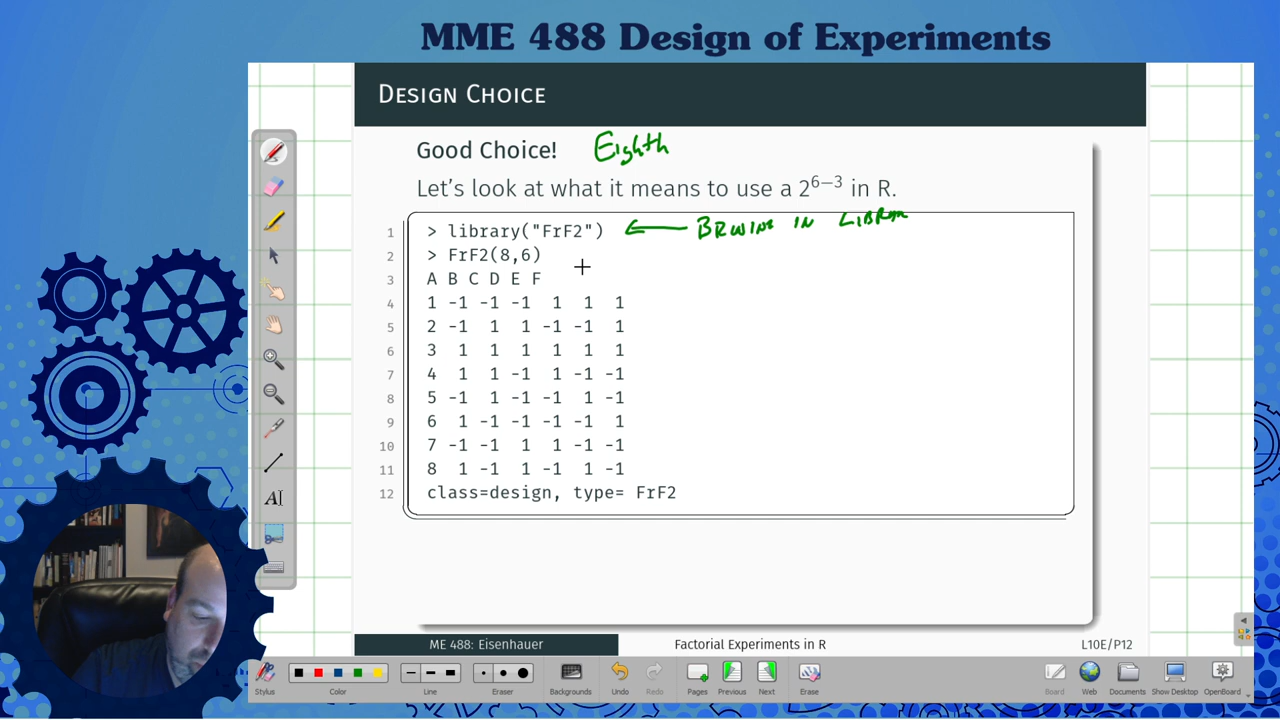 MME 488 Design of Experiments
DESIGN CHOICE
Good Choice! Eighth
Let's look at what it means to use a 2^{6−3} in R.
1 > library("FrF2") BRWING IN LIBRARY
2 > FrF2(8,6)
3 A B C D E F
4 1 -1 -1 -1 1 1 1
5 2 -1 1 1 -1 -1 1
6 3 1 1 1 1 1 1
7 4 1 1 -1 1 -1 -1
8 5 -1 1 -1 -1 1 -1
9 6 1 -1 -1 -1 -1 1
10 7 -1 -1 1 1 -1 -1
11 8 1 -1 1 -1 1 -1
12 class=design, type= FrF2
ME 488: Eisenhauer Factorial Experiments in R L10E/P12
Stylus Color Line Eraser Backgrounds Undo Redo Pages Previous Next Erase Board Web Documents Show Desktop OpenBoard